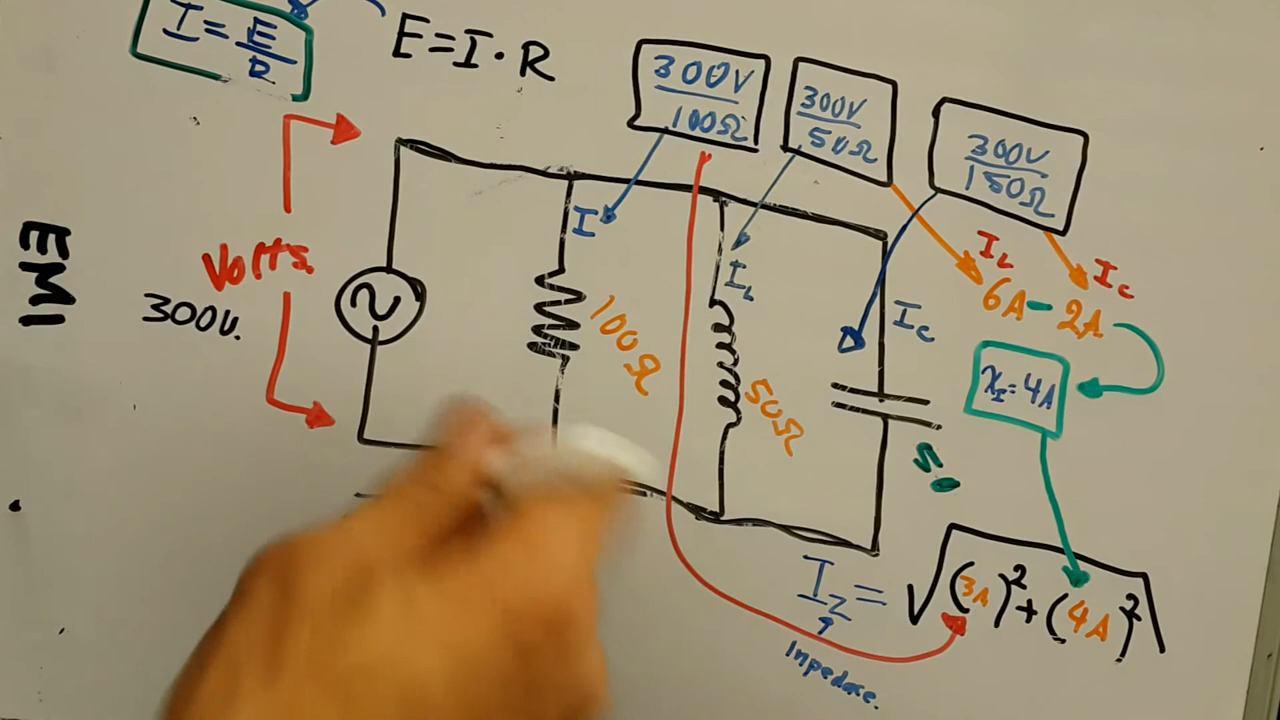 I = E/R
E=I·R
300V/100Ω
300V/50Ω
300V/150Ω
I
IL
IC
IL
IC
6A - 2A
Volts.
300V.
100Ω
50Ω
XI=4A
EMI
IZ = √(3A)²+(4A)²
Inpedace.